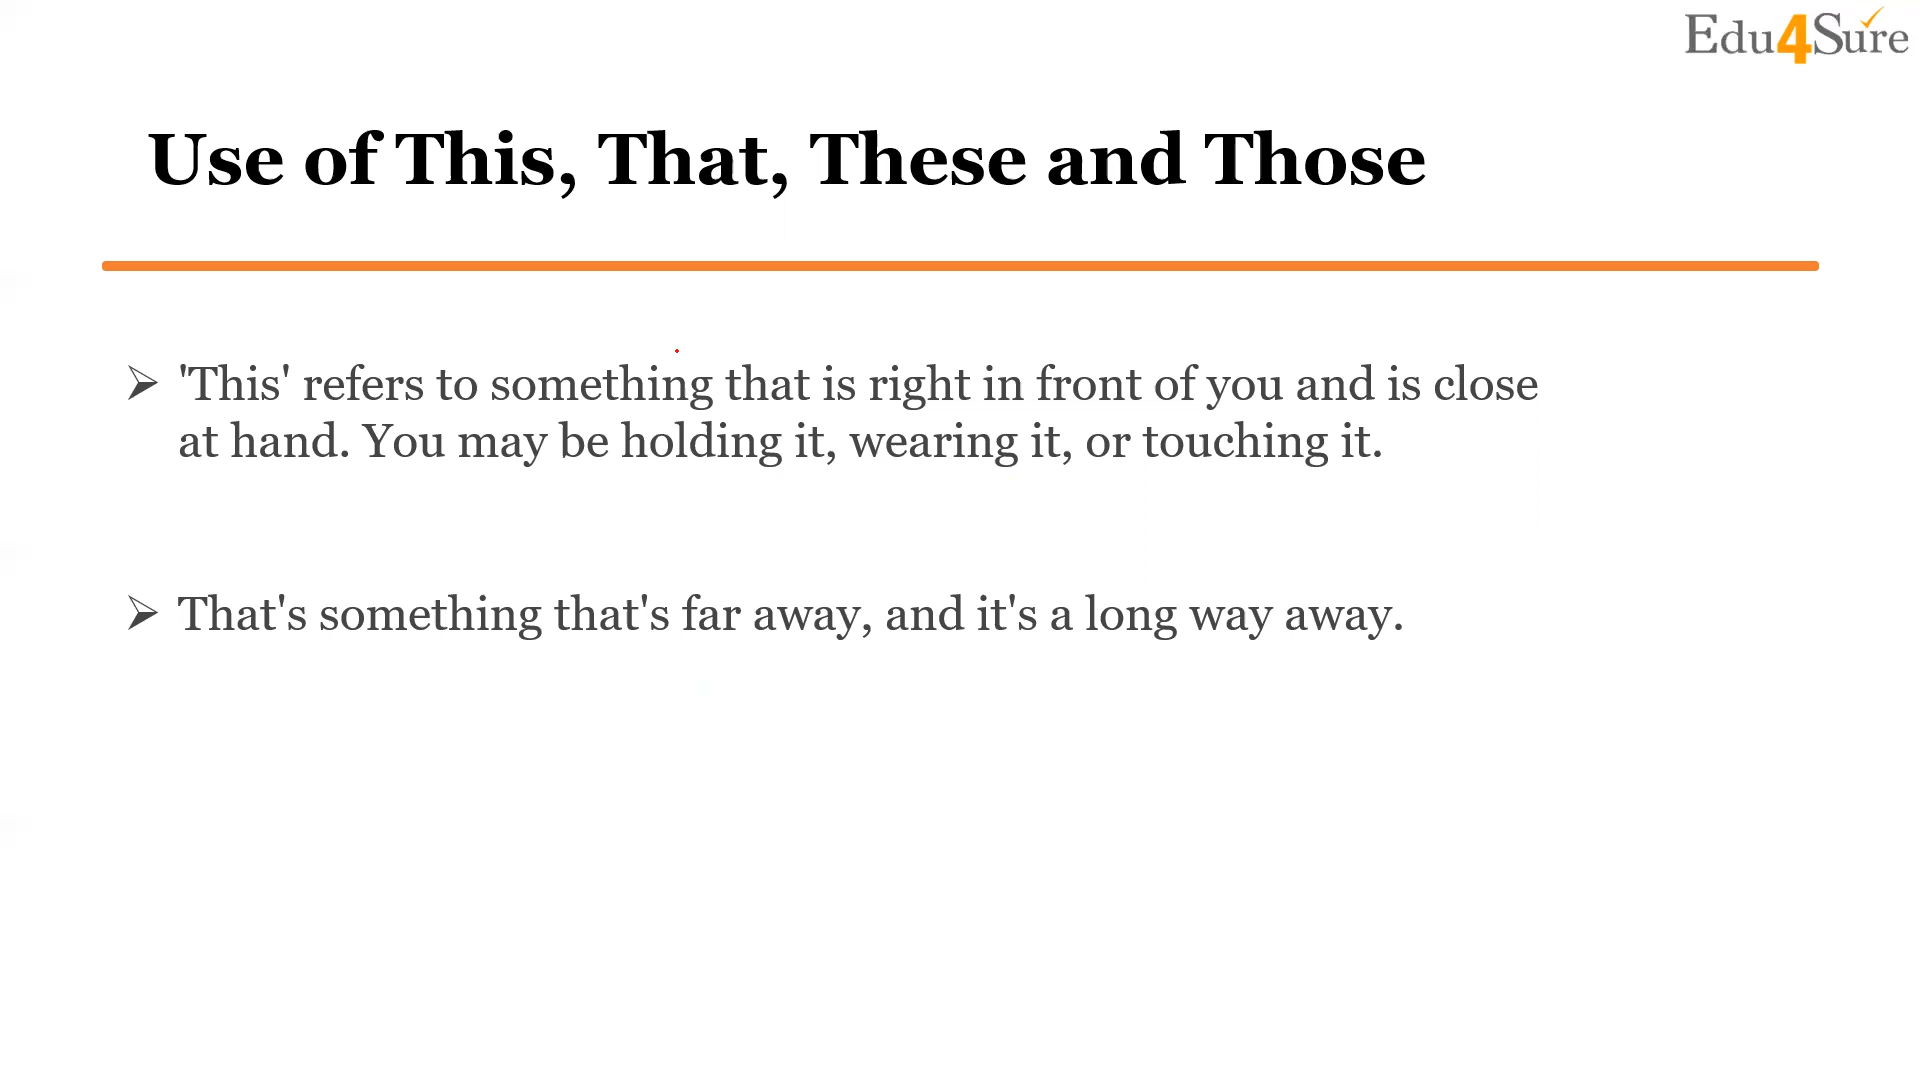 Edu4Sure
Use of This, That, These and Those
'This' refers to something that is right in front of you and is close
at hand. You may be holding it, wearing it, or touching it.
That's something that's far away, and it's a long way away.